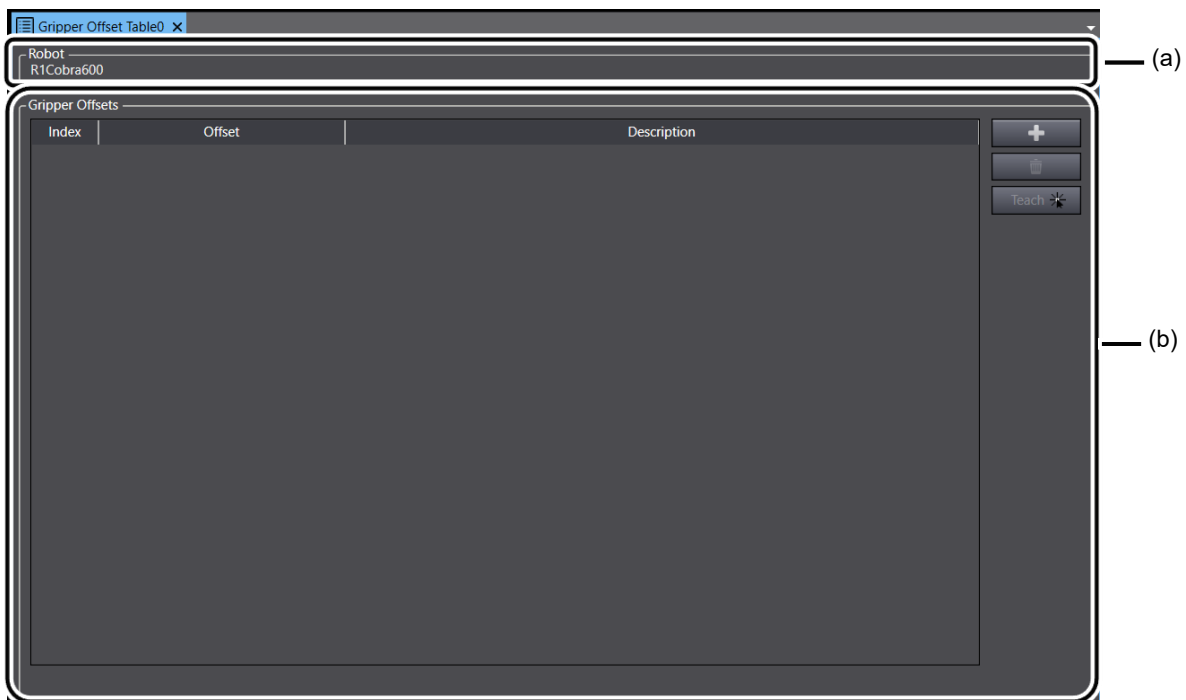 Gripper Offset Table0
Robot
R1Cobra600
(a)
Gripper Offsets
Index Offset Description
Teach
(b)